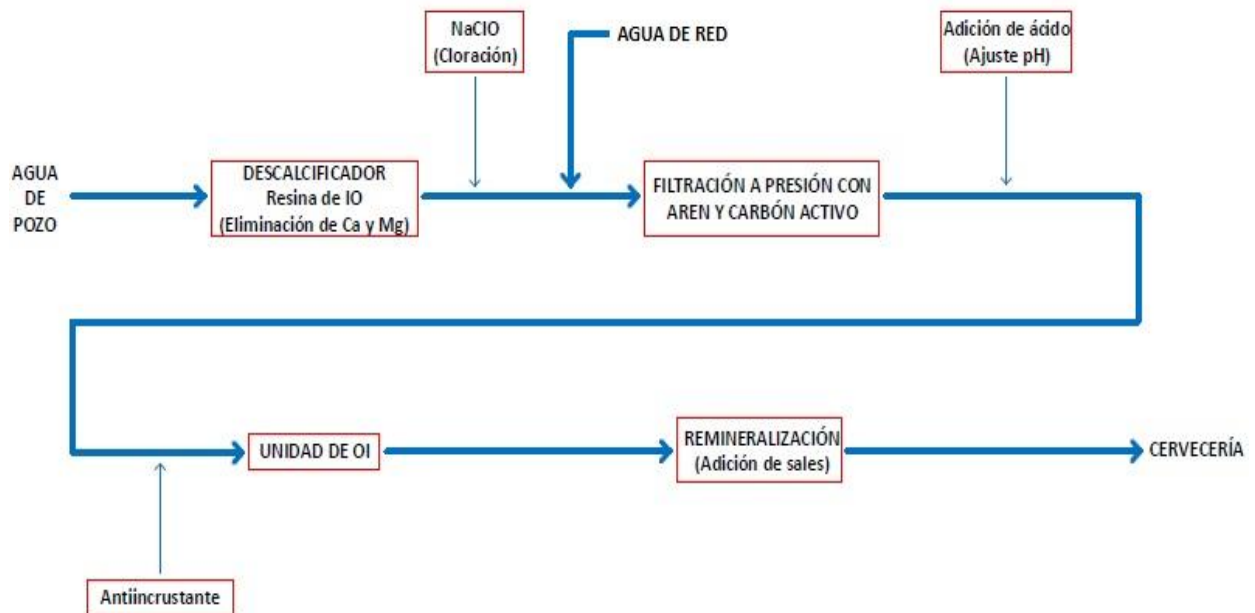 NaClO
(Cloración)
AGUA DE RED
Adición de ácido
(Ajuste pH)
AGUA
DE
POZO
DESCALCIFICADOR
Resina de IO
(Eliminación de Ca y Mg)
FILTRACIÓN A PRESIÓN CON
AREN Y CARBÓN ACTIVO
UNIDAD DE OI
REMINERALIZACIÓN
(Adición de sales)
CERVECERÍA
Antiincrustante